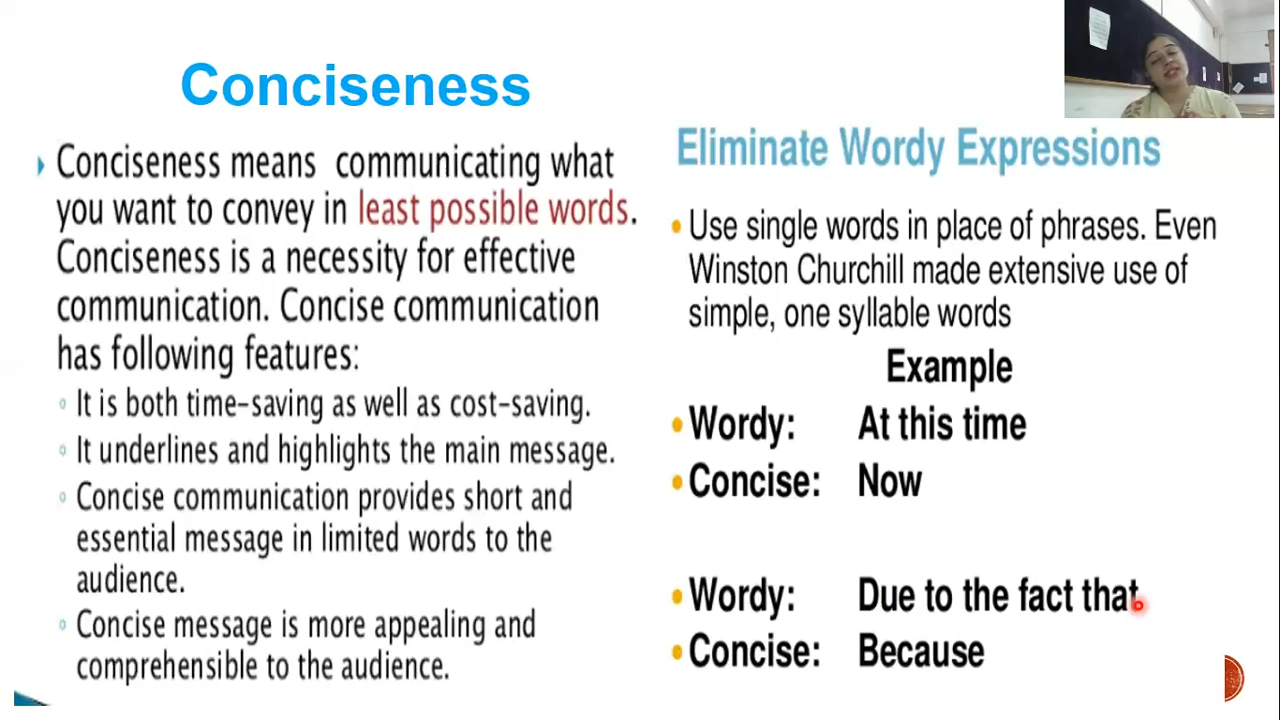 Conciseness
Conciseness means communicating what
you want to convey in least possible words.
Conciseness is a necessity for effective
communication. Concise communication
has following features:
It is both time-saving as well as cost-saving.
It underlines and highlights the main message.
Concise communication provides short and
essential message in limited words to the
audience.
Concise message is more appealing and
comprehensible to the audience.
Eliminate Wordy Expressions
Use single words in place of phrases. Even
Winston Churchill made extensive use of
simple, one syllable words
Example
Wordy: At this time
Concise: Now
Wordy: Due to the fact that
Concise: Because